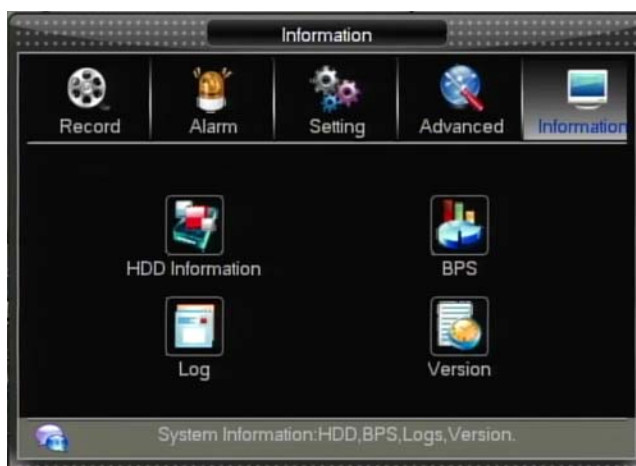 Information
Record Alarm Setting Advanced Information
HDD Information BPS
Log Version
System Information:HDD,BPS,Logs,Version.